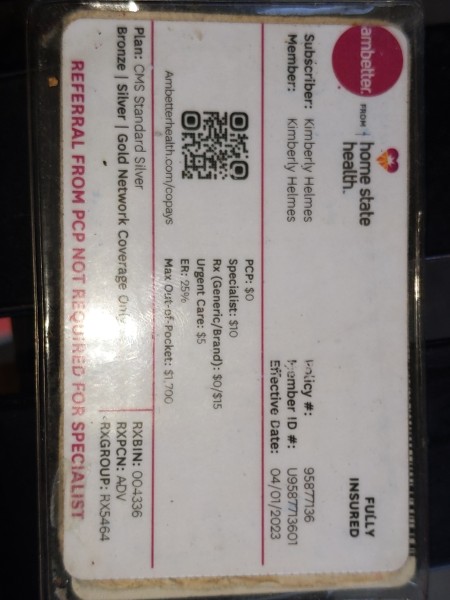 ambetter.
FROM
home state
health.
FULLY
INSURED
Subscriber: Kimberly Helmes
Member: Kimberly Helmes
Policy #: 95877136
Member ID #: U9587713601
Effective Date: 04/01/2023
Ambetterhealth.com/copays
PCP: $0
Specialist: $10
Rx (Generic/Brand): $0/$15
Urgent Care: $5
ER: 25%
Max Out-of-Pocket: $1,700
Plan: CMS Standard Silver
Bronze | Silver | Gold Network Coverage Only
RXBIN: 004336
RXPCN: ADV
RXGROUP: RX5464
REFERRAL FROM PCP NOT REQUIRED FOR SPECIALIST